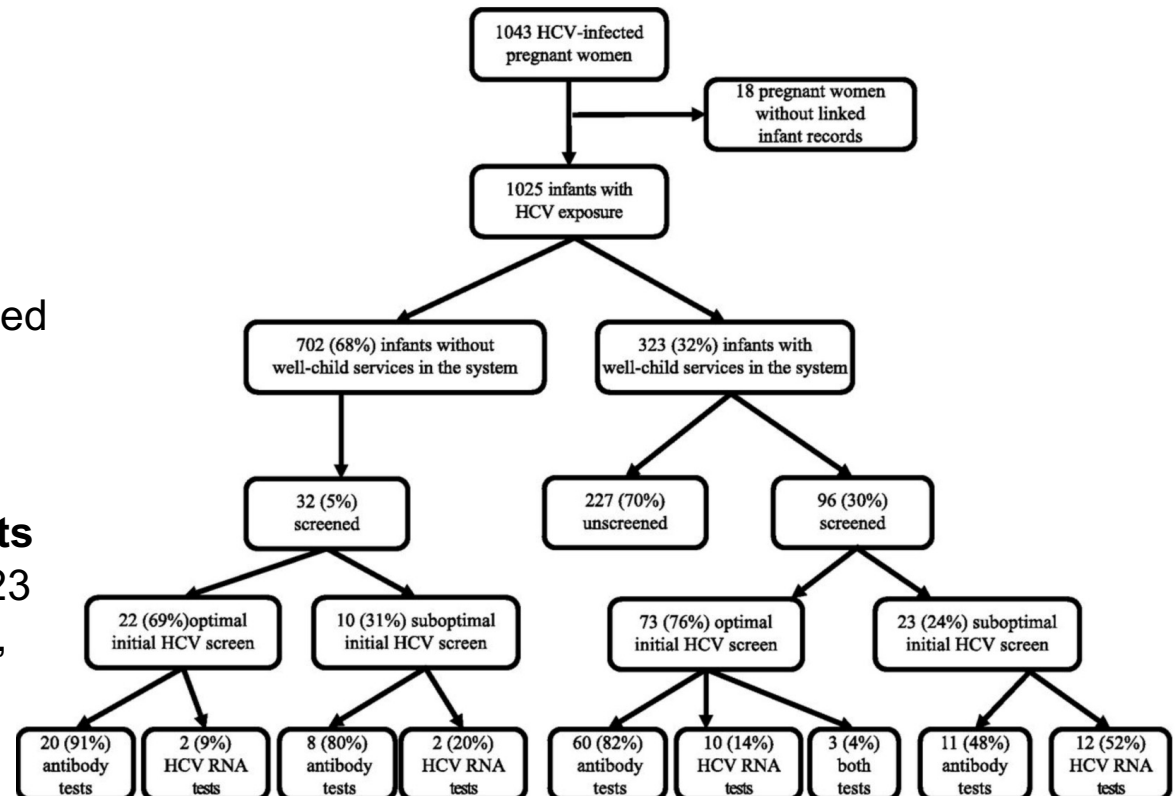 1043 HCV-infected
pregnant women
18 pregnant women
without linked
infant records
1025 infants with
HCV exposure
ed
702 (68%) infants without
well-child services in the system
323 (32%) infants with
well-child services in the system
32 (5%)
screened
227 (70%)
unscreened
96 (30%)
screened
ts
23
,
22 (69%)optimal
initial HCV screen
10 (31%) suboptimal
initial HCV screen
73 (76%) optimal
initial HCV screen
23 (24%) suboptimal
initial HCV screen
20 (91%)
antibody
tests
2 (9%)
HCV RNA
tests
8 (80%)
antibody
tests
2 (20%)
HCV RNA
tests
60 (82%)
antibody
tests
10 (14%)
HCV RNA
tests
3 (4%)
both
tests
11 (48%)
antibody
tests
12 (52%)
HCV RNA
tests